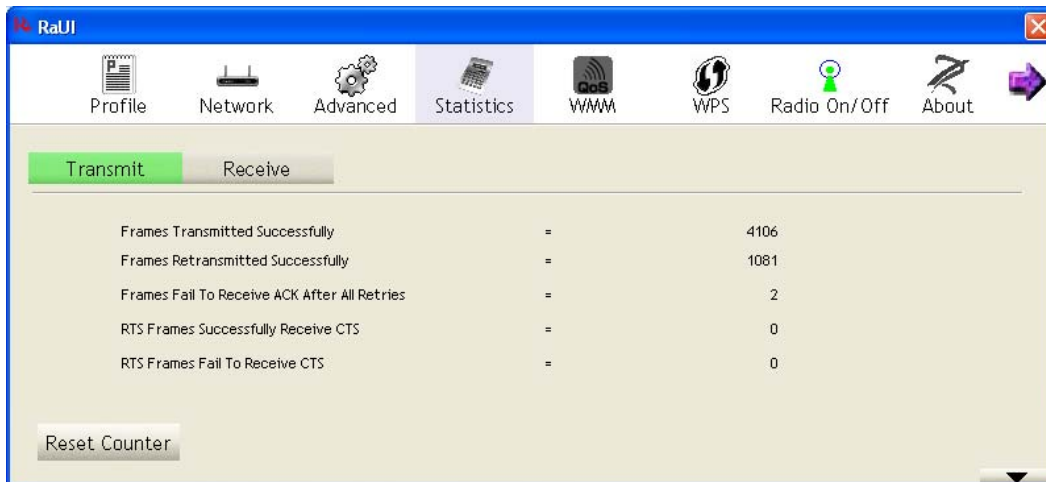 RaUI
Profile Network Advanced Statistics QoS WMM WPS Radio On/Off About
Transmit Receive
Frames Transmitted Successfully = 4106
Frames Retransmitted Successfully = 1081
Frames Fail To Receive ACK After All Retries = 2
RTS Frames Successfully Receive CTS = 0
RTS Frames Fail To Receive CTS = 0
Reset Counter